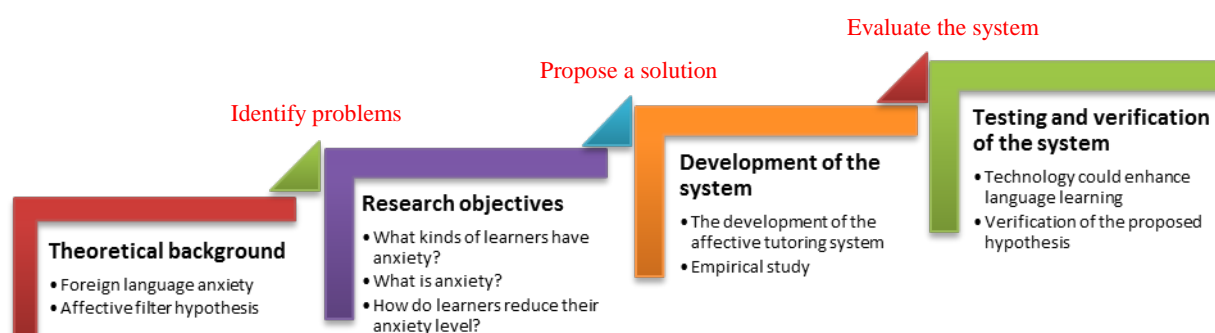 Evaluate the system
Propose a solution
Identify problems
Theoretical background
• Foreign language anxiety
• Affective filter hypothesis
Research objectives
• What kinds of learners have
anxiety?
• What is anxiety?
• How do learners reduce their
anxiety level?
Development of the
system
• The development of the
affective tutoring system
• Empirical study
Testing and verification
of the system
• Technology could enhance
language learning
• Verification of the proposed
hypothesis